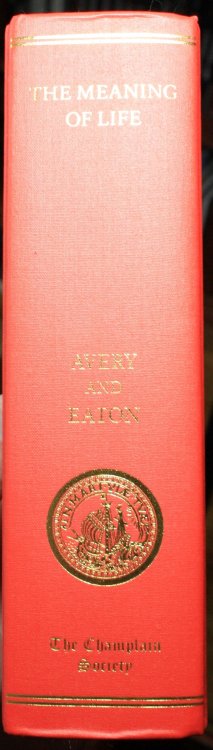 THE MEANING
OF LIFE
AVERY
AND
EATON
The Champlain
Society